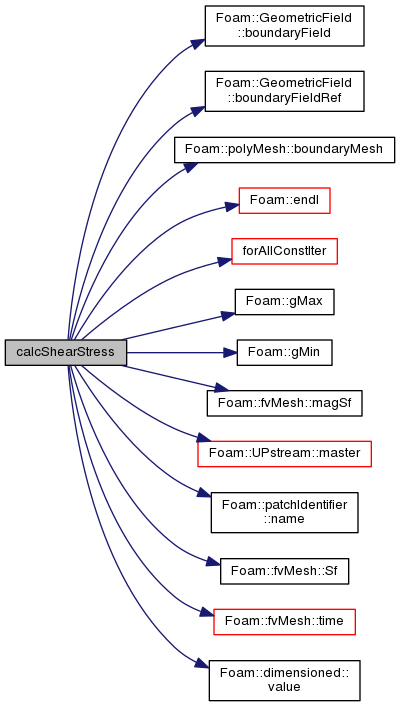 Foam::GeometricField
::boundaryField
Foam::GeometricField
::boundaryFieldRef
Foam::polyMesh::boundaryMesh
Foam::endl
forAllConstIter
Foam::gMax
calcShearStress
Foam::gMin
Foam::fvMesh::magSf
Foam::UPstream::master
Foam::patchIdentifier
::name
Foam::fvMesh::Sf
Foam::fvMesh::time
Foam::dimensioned::
value